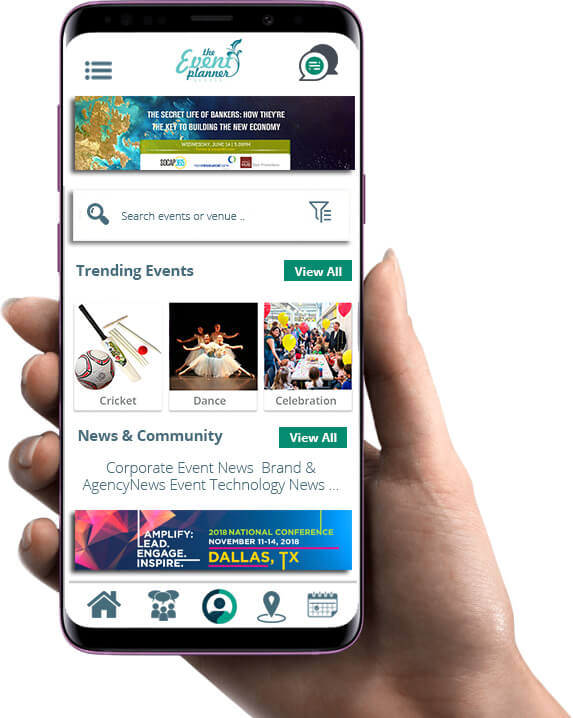 the
Event
planner
THE SECRET LIFE OF BANKERS: HOW THEY'RE
THE KEY TO BUILDING THE NEW ECONOMY
WEDNESDAY, JUNE 14 | 5:30PM
SOCAP365
Search events or venue ..
Trending Events
View All
Cricket
Dance
Celebration
News & Community
View All
Corporate Event News Brand &
AgencyNews Event Technology News ...
AMPLIFY:
LEAD.
ENGAGE.
INSPIRE.
2018 NATIONAL CONFERENCE
NOVEMBER 11-14, 2018
DALLAS, TX